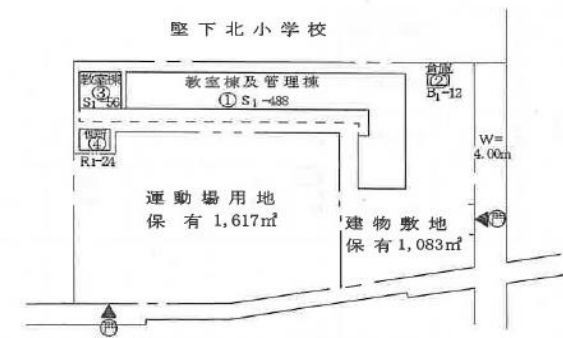 堅下北小学校
教室棟
③
S1-56
教室棟及管理棟
① S1-488
倉庫
②
B1-12
便所
④
R1-24
W=
4.00m
運動場用地
保有1,617㎡
建物敷地
保有1,083㎡
門
門